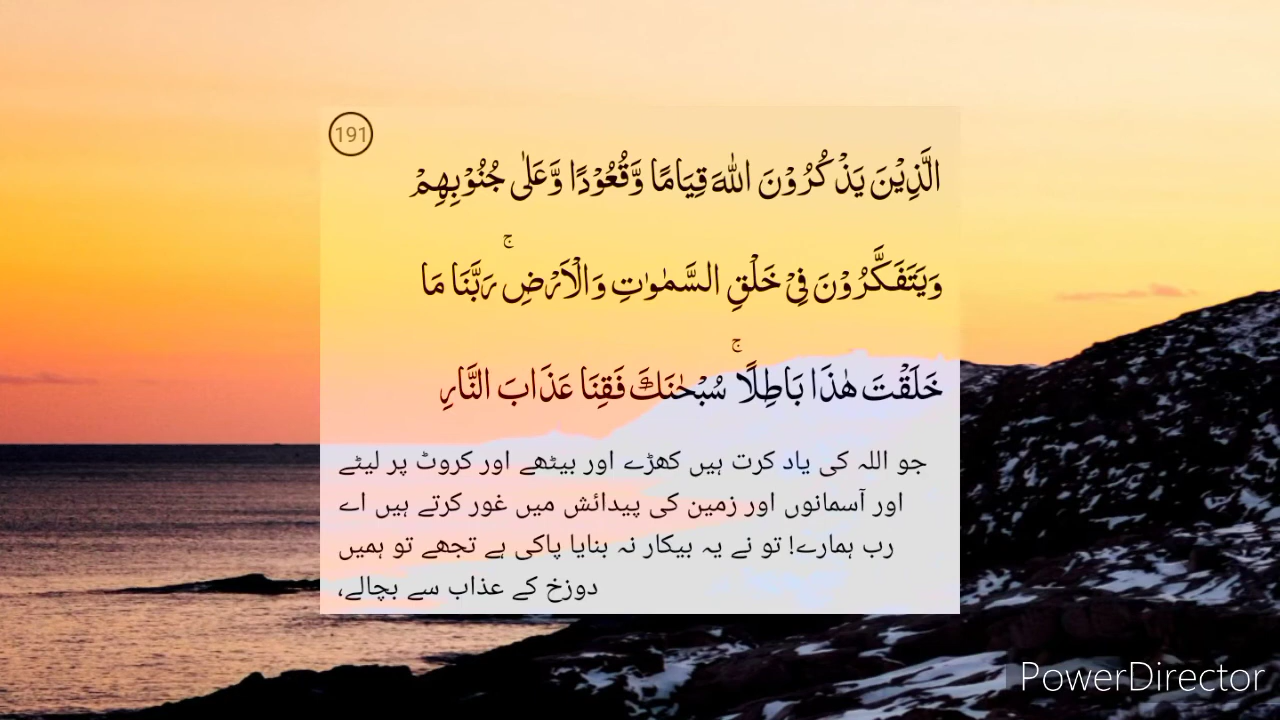 191
الَّذِيْنَ يَذْكُرُوْنَ اللّٰهَ قِيَامًا وَّقُعُوْدًا وَّعَلٰى جُنُوْبِهِمْ
وَيَتَفَكَّرُوْنَ فِيْ خَلْقِ السَّمٰوٰتِ وَالْاَرْضِ ۚ رَبَّنَا مَا
خَلَقْتَ هٰذَا بَاطِلًا ۚ سُبْحٰنَكَ فَقِنَا عَذَابَ النَّارِ
جو اللہ کی یاد کرت ہیں کھڑے اور بیٹھے اور کروٹ پر لیٹے
اور آسمانوں اور زمین کی پیدائش میں غور کرتے ہیں اے
رب ہمارے! تو نے یہ بیکار نہ بنایا پاکی ہے تجھے تو ہمیں
دوزخ کے عذاب سے بچالے،
PowerDirector